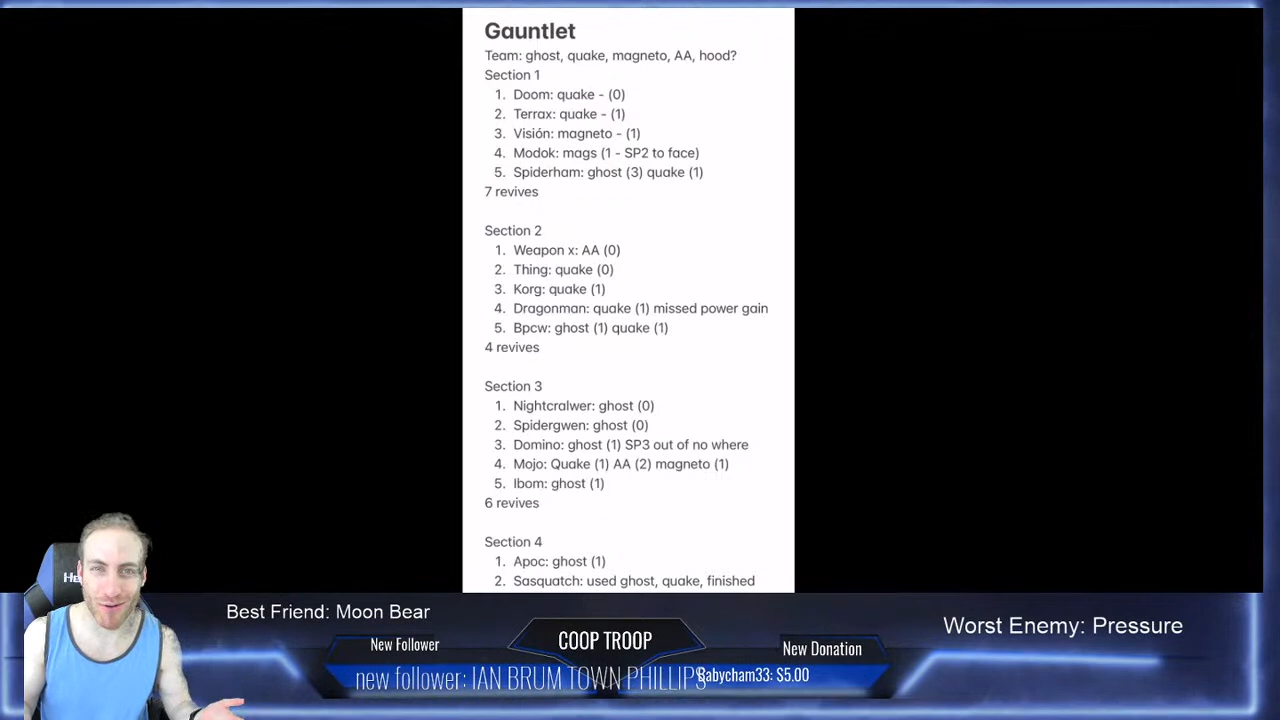 Gauntlet
Team: ghost, quake, magneto, AA, hood?
Section 1
1. Doom: quake - (0)
2. Terrax: quake - (1)
3. Visión: magneto - (1)
4. Modok: mags (1 - SP2 to face)
5. Spiderham: ghost (3) quake (1)
7 revives
Section 2
1. Weapon x: AA (0)
2. Thing: quake (0)
3. Korg: quake (1)
4. Dragonman: quake (1) missed power gain
5. Bpcw: ghost (1) quake (1)
4 revives
Section 3
1. Nightcralwer: ghost (0)
2. Spidergwen: ghost (0)
3. Domino: ghost (1) SP3 out of no where
4. Mojo: Quake (1) AA (2) magneto (1)
5. Ibom: ghost (1)
6 revives
Section 4
1. Apoc: ghost (1)
2. Sasquatch: used ghost, quake, finished
Best Friend: Moon Bear
Worst Enemy: Pressure
New Follower
COOP TROOP
New Donation
new follower: IAN BRUM TOWN PHILLIPS
Babycham33: $5.00